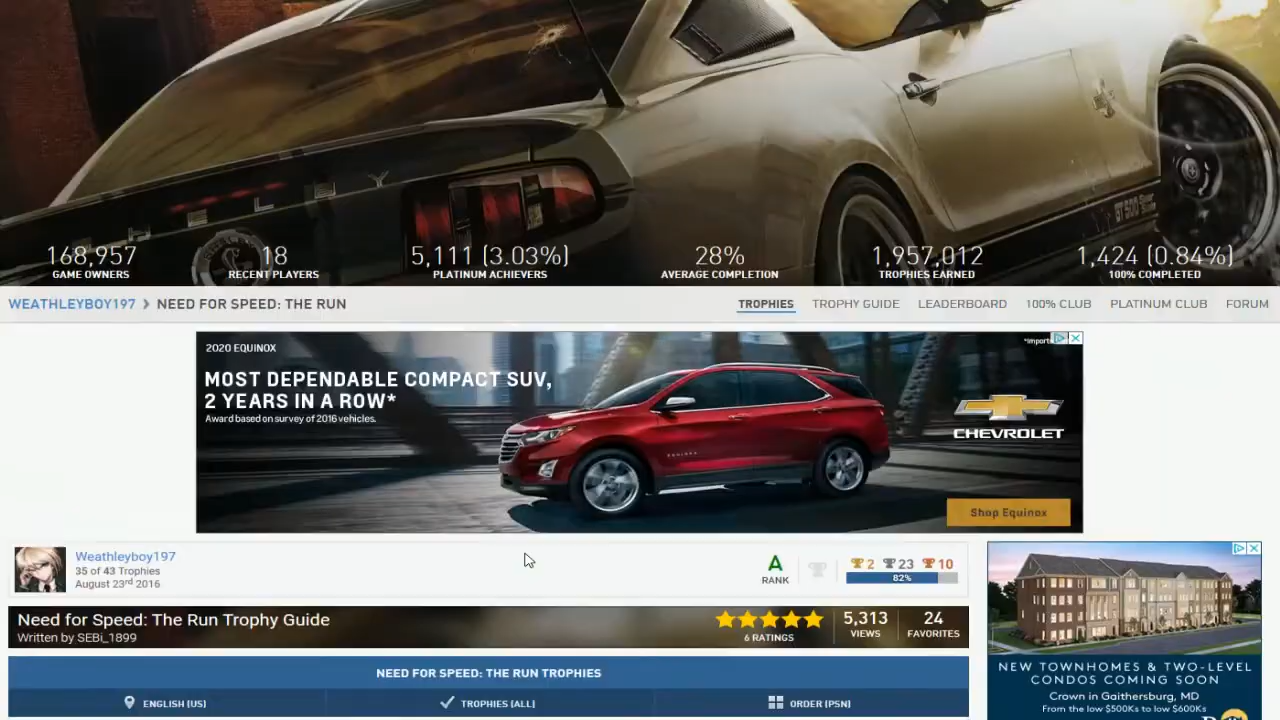 SHELBY
GT 500
168,957
GAME OWNERS
18
RECENT PLAYERS
5,111 (3.03%)
PLATINUM ACHIEVERS
28%
AVERAGE COMPLETION
1,957,012
TROPHIES EARNED
1,424 (0.84%)
100% COMPLETED
WEATHLEYBOY197 > NEED FOR SPEED: THE RUN
TROPHIES TROPHY GUIDE LEADERBOARD 100% CLUB PLATINUM CLUB FORUM
2020 EQUINOX
MOST DEPENDABLE COMPACT SUV,
2 YEARS IN A ROW*
Award based on survey of 2016 vehicles.
CHEVROLET
Shop Equinox
Weathleyboy197
35 of 43 Trophies
August 23rd 2016
A
RANK
2 23 10
82%
Need for Speed: The Run Trophy Guide
Written by SEBi_1899
6 RATINGS
5,313
VIEWS
24
FAVORITES
NEED FOR SPEED: THE RUN TROPHIES
ENGLISH (US)
TROPHIES (ALL)
ORDER (PSN)
NEW TOWNHOMES & TWO-LEVEL
CONDOS COMING SOON
Crown in Gaithersburg, MD
From the low $500Ks to low $600Ks